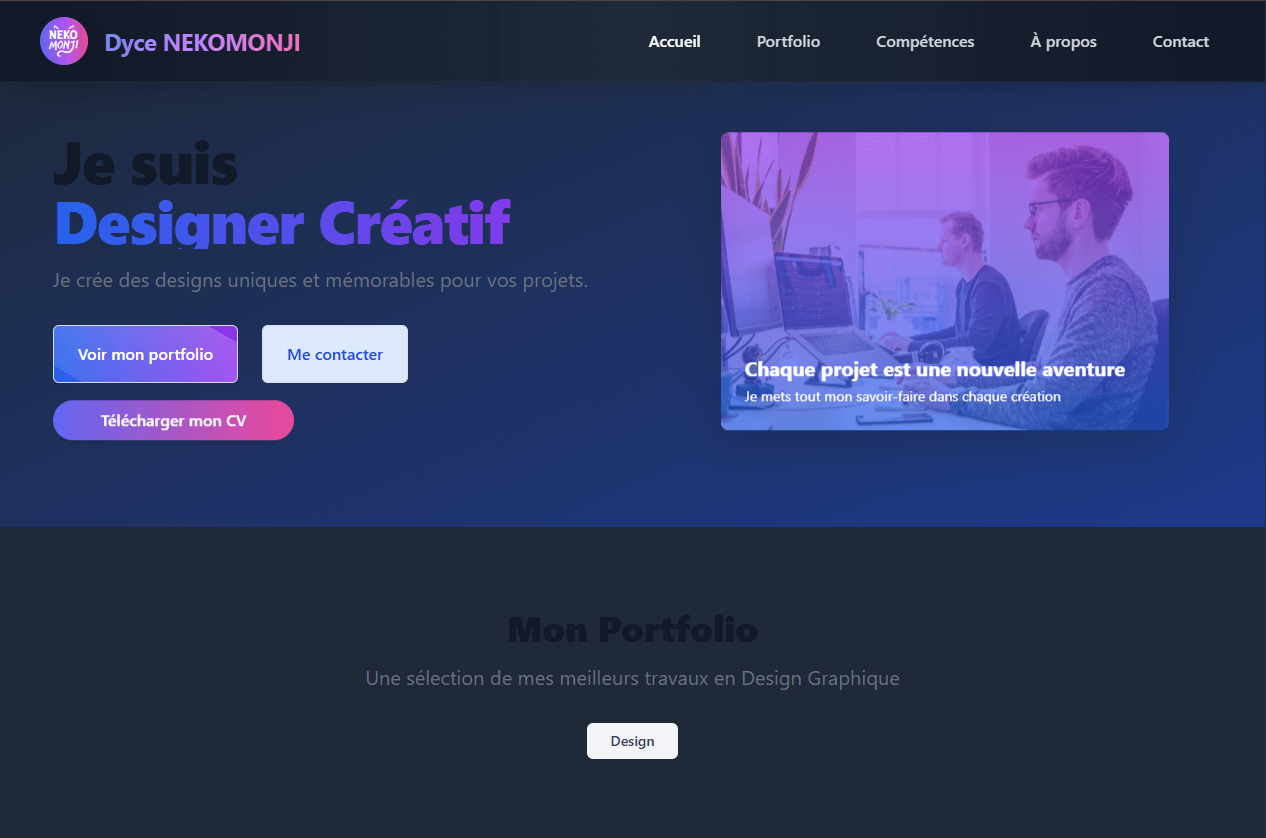 NEKO
MONJI
Dyce NEKOMONJI
Accueil
Portfolio
Compétences
À propos
Contact
Je suis
Designer Créatif
Je crée des designs uniques et mémorables pour vos projets.
Voir mon portfolio
Me contacter
Télécharger mon CV
Chaque projet est une nouvelle aventure
Je mets tout mon savoir-faire dans chaque création
Mon Portfolio
Une sélection de mes meilleurs travaux en Design Graphique
Design